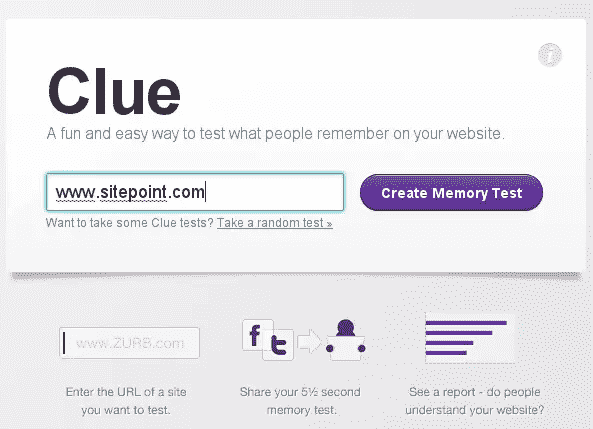 Clue
A fun and easy way to test what people remember on your website.
www.sitepoint.com
Create Memory Test
Want to take some Clue tests? Take a random test »
www.ZURB.com
Enter the URL of a site
you want to test.
Share your 5½ second
memory test.
See a report - do people
understand your website?